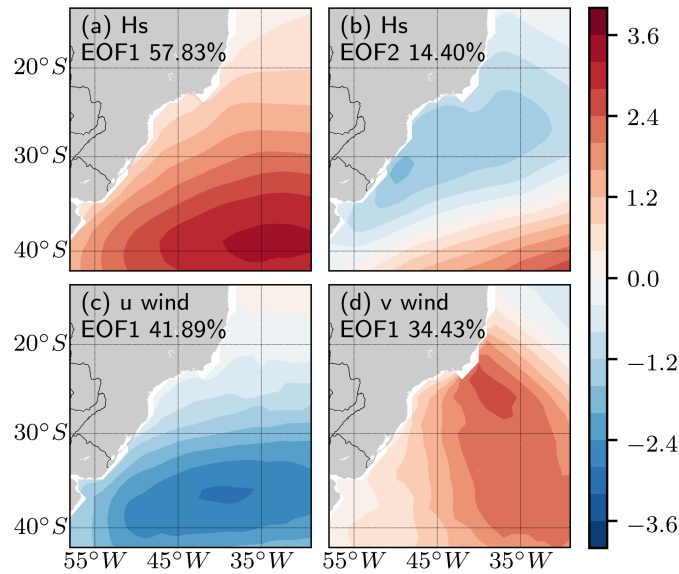 (a) Hs
EOF1 57.83%
(b) Hs
EOF2 14.40%
20°S
30°S
40°S
(c) u wind
EOF1 41.89%
(d) v wind
EOF1 34.43%
20°S
30°S
40°S
55°W 45°W 35°W
55°W 45°W 35°W
3.6
2.4
1.2
0.0
−1.2
−2.4
−3.6